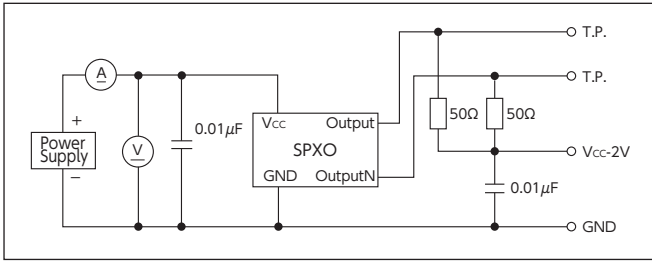 T.P.
A
T.P.
+
0.01μF
Vcc Output
50Ω 50Ω
Power
Supply
V
SPXO
Vcc-2V
−
GND OutputN
0.01μF
GND